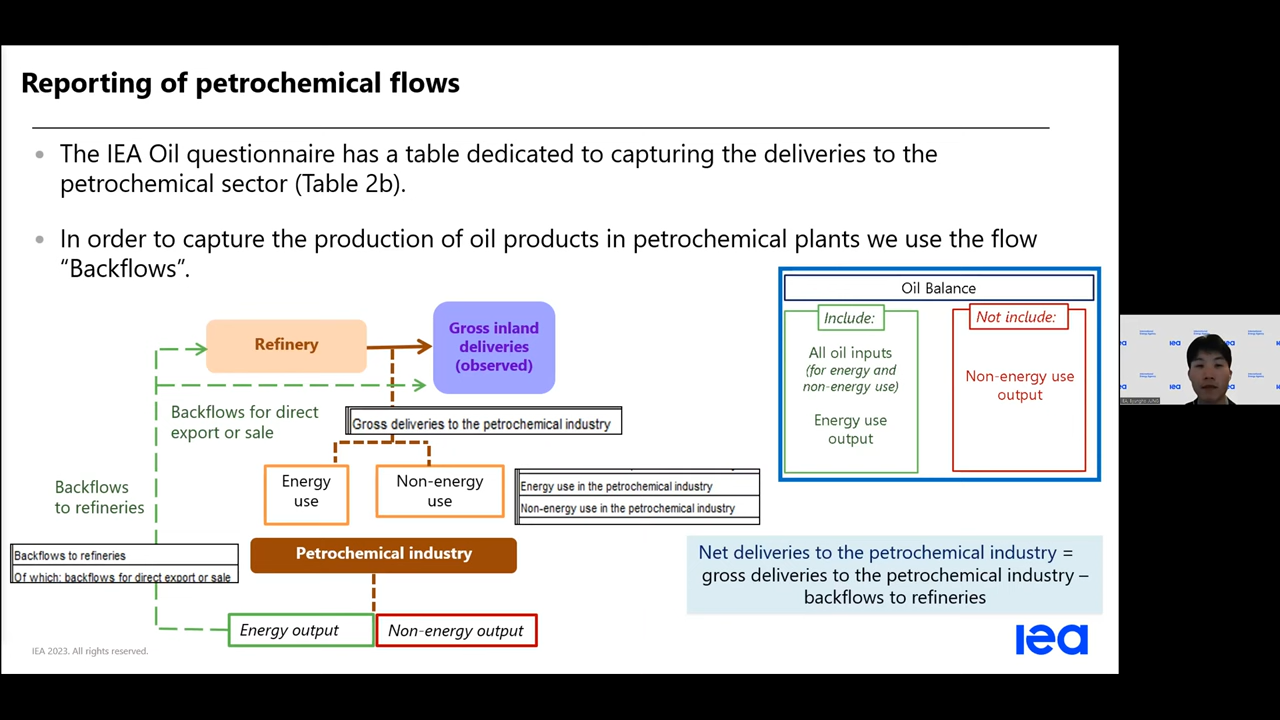 Reporting of petrochemical flows
• The IEA Oil questionnaire has a table dedicated to capturing the deliveries to the
petrochemical sector (Table 2b).
• In order to capture the production of oil products in petrochemical plants we use the flow
“Backflows”.
Refinery
Gross inland
deliveries
(observed)
Backflows for direct
export or sale
Gross deliveries to the petrochemical industry
Energy
use
Non-energy
use
Energy use in the petrochemical industry
Non-energy use in the petrochemical industry
Backflows
to refineries
Backflows to refineries
Of which: backflows for direct export or sale
Petrochemical industry
Energy output
Non-energy output
Oil Balance
Include:
All oil inputs
(for energy and
non-energy use)
Energy use
output
Not include:
Non-energy use
output
Net deliveries to the petrochemical industry =
gross deliveries to the petrochemical industry –
backflows to refineries
IEA 2023. All rights reserved.
iea
iea
iea
iea